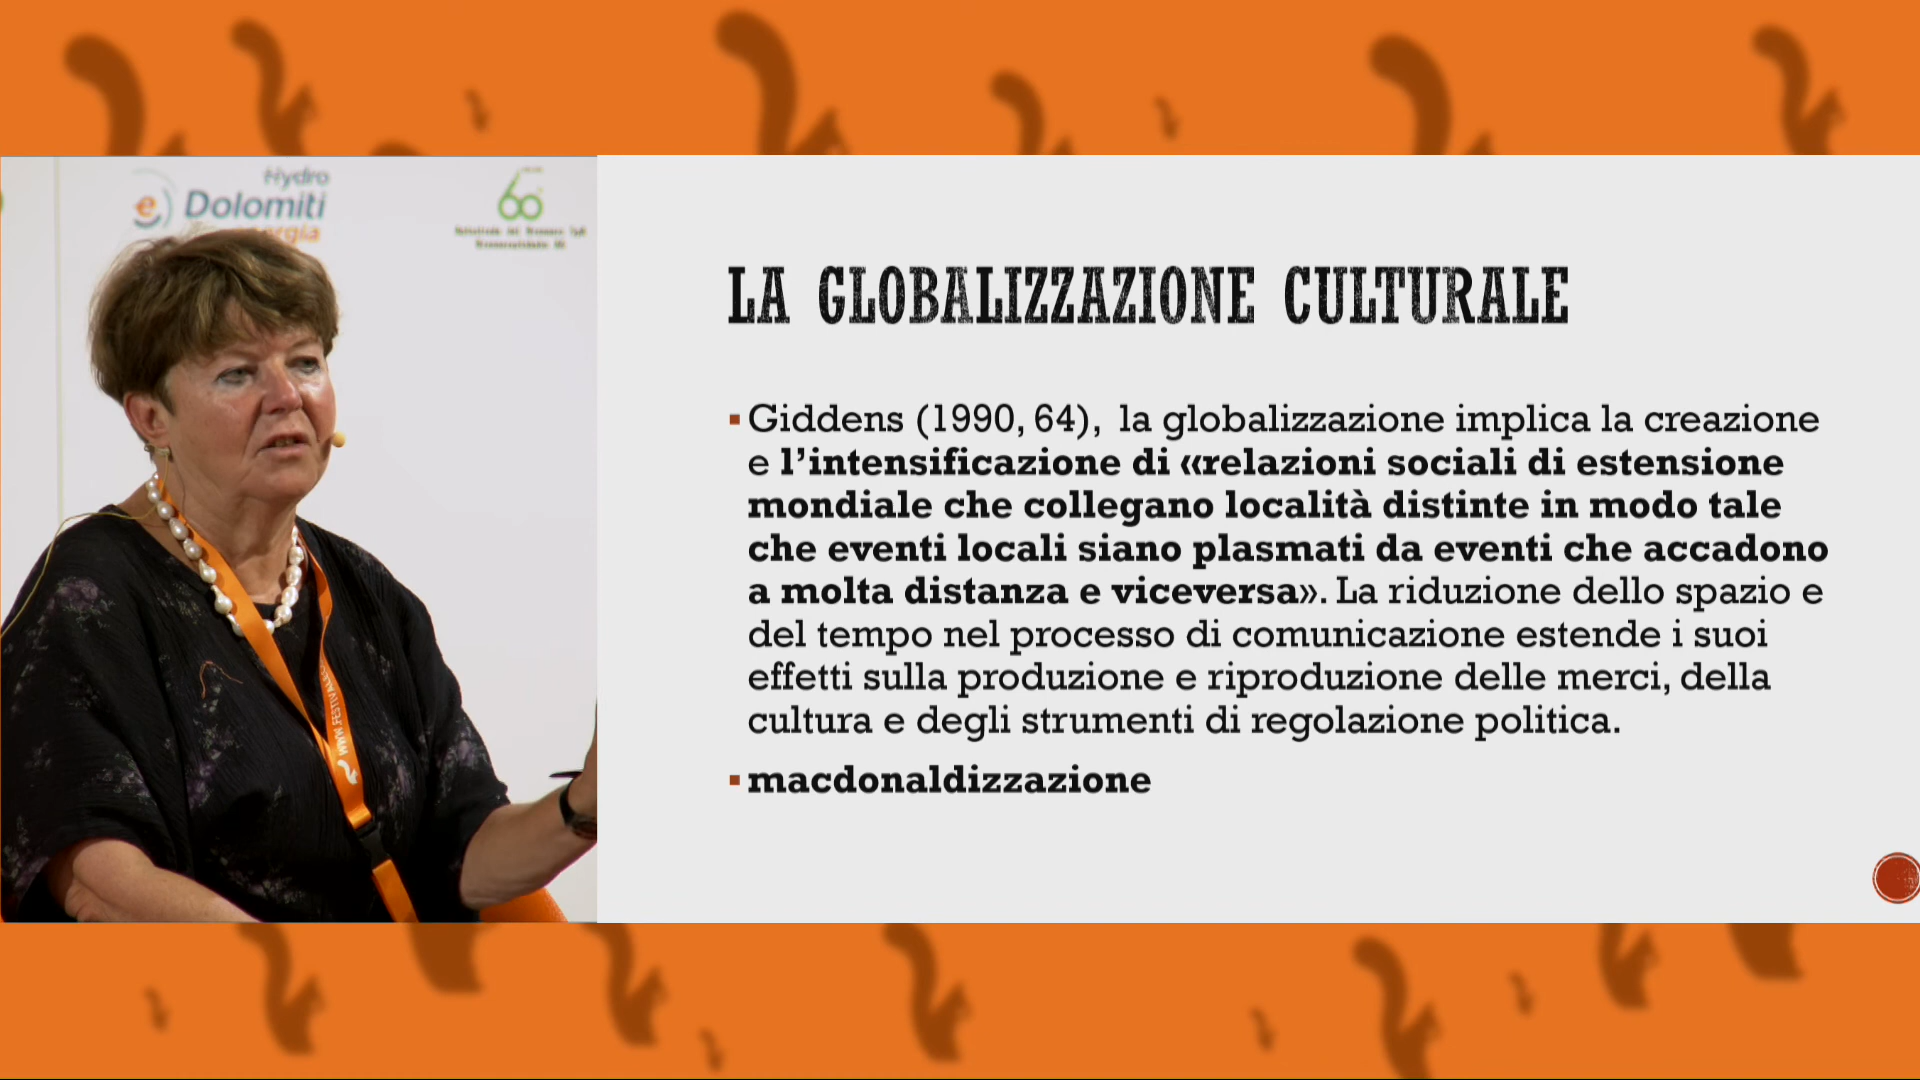 Hydro
Dolomiti
energia
60
LA GLOBALIZZAZIONE CULTURALE
Giddens (1990, 64), la globalizzazione implica la creazione
e l'intensificazione di «relazioni sociali di estensione
mondiale che collegano località distinte in modo tale
che eventi locali siano plasmati da eventi che accadono
a molta distanza e viceversa». La riduzione dello spazio e
del tempo nel processo di comunicazione estende i suoi
effetti sulla produzione e riproduzione delle merci, della
cultura e degli strumenti di regolazione politica.
macdonaldizzazione